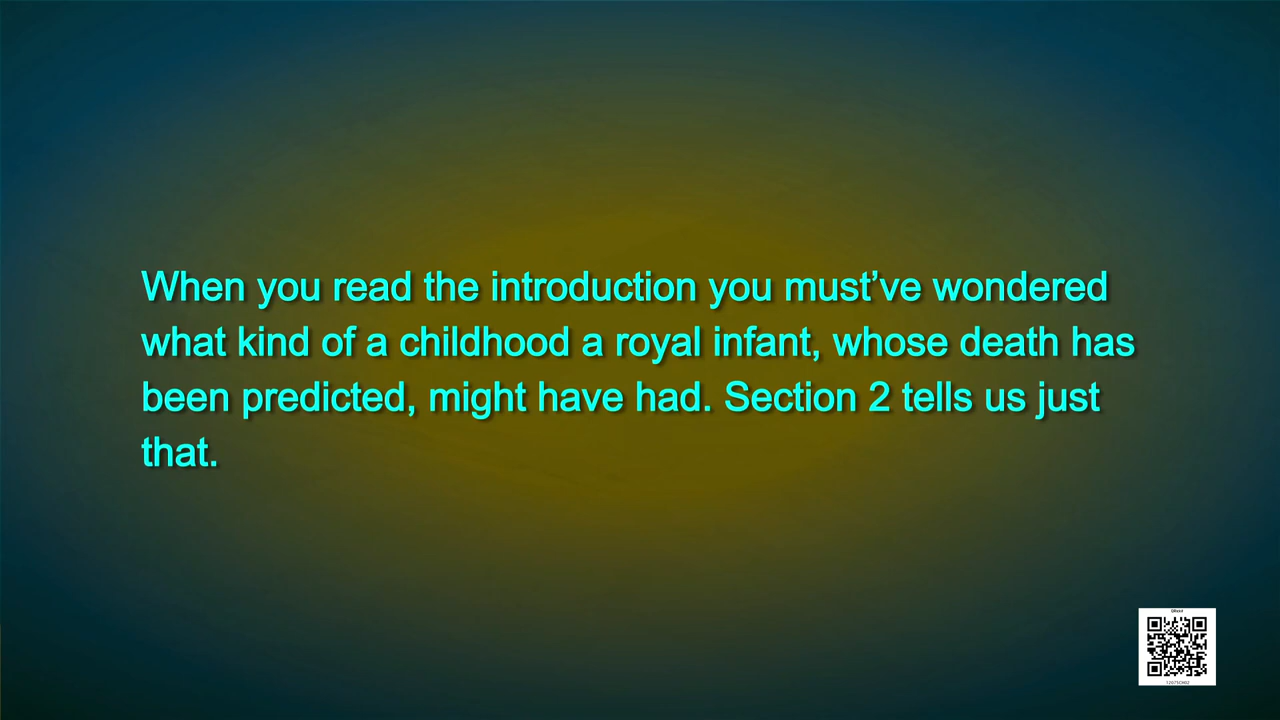 When you read the introduction you must’ve wondered
what kind of a childhood a royal infant, whose death has
been predicted, might have had. Section 2 tells us just
that.